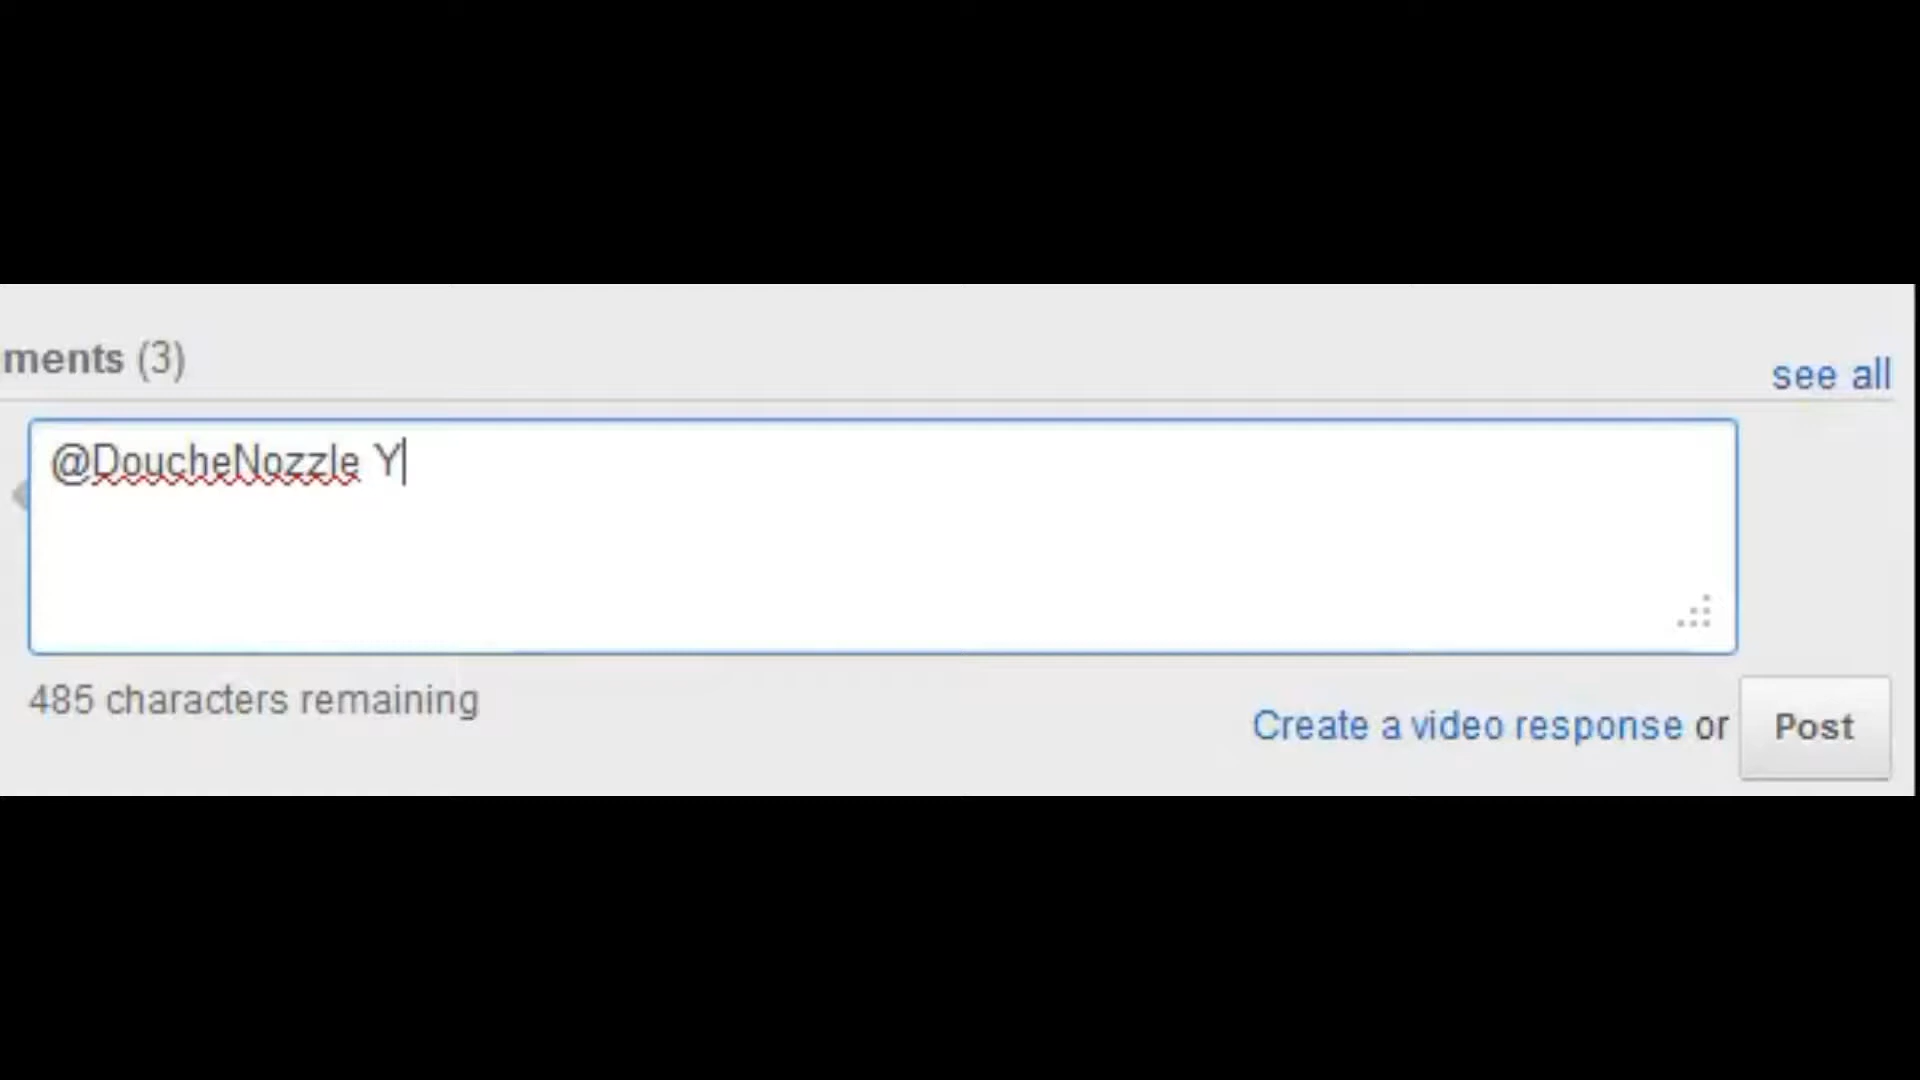 ments (3)
see all
@DoucheNozzle Y
485 characters remaining
Create a video response or Post